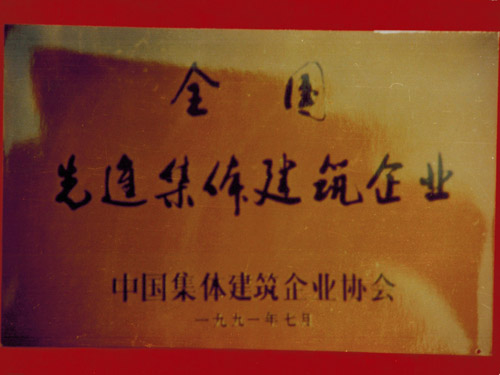 全国
先进集体建筑企业
中国集体建筑企业协会
一九九一年七月